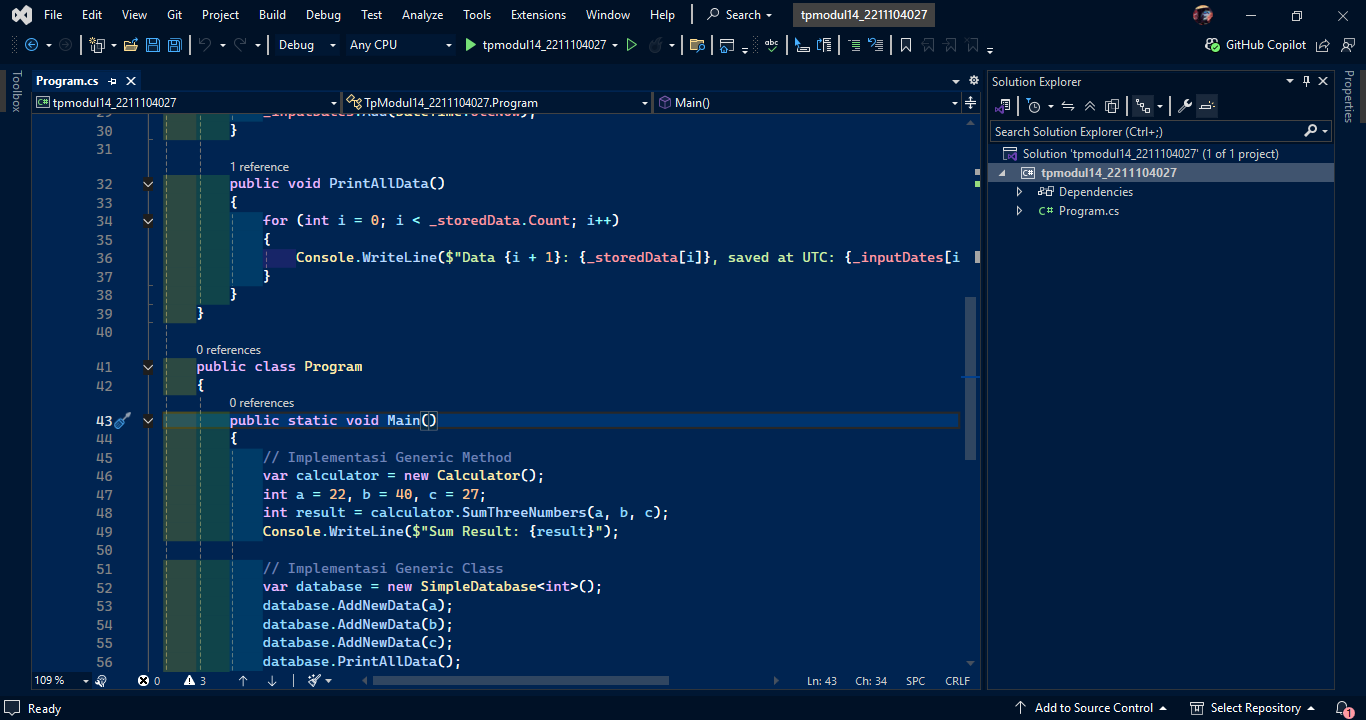 File Edit View Git Project Build Debug Test Analyze Tools Extensions Window Help Search tpmodul14_2211104027
Debug Any CPU tpmodul14_2211104027 GitHub Copilot
Toolbox
Program.cs
tpmodul14_2211104027 TpModul14_2211104027.Program Main()
30 }
31
1 reference
32 public void PrintAllData()
33 {
34 for (int i = 0; i < _storedData.Count; i++)
35 {
36 Console.WriteLine($"Data {i + 1}: {_storedData[i]}, saved at UTC: {_inputDates[i
37 }
38 }
39 }
40
0 references
41 public class Program
42 {
0 references
43 public static void Main()
44 {
45 // Implementasi Generic Method
46 var calculator = new Calculator();
47 int a = 22, b = 40, c = 27;
48 int result = calculator.SumThreeNumbers(a, b, c);
49 Console.WriteLine($"Sum Result: {result}");
50
51 // Implementasi Generic Class
52 var database = new SimpleDatabase<int>();
53 database.AddNewData(a);
54 database.AddNewData(b);
55 database.AddNewData(c);
56 database.PrintAllData();
109 % 0 3 Ln: 43 Ch: 34 SPC CRLF
Solution Explorer
Search Solution Explorer (Ctrl+;)
Solution 'tpmodul14_2211104027' (1 of 1 project)
C# tpmodul14_2211104027
Dependencies
C# Program.cs
Properties
Ready Add to Source Control Select Repository 1